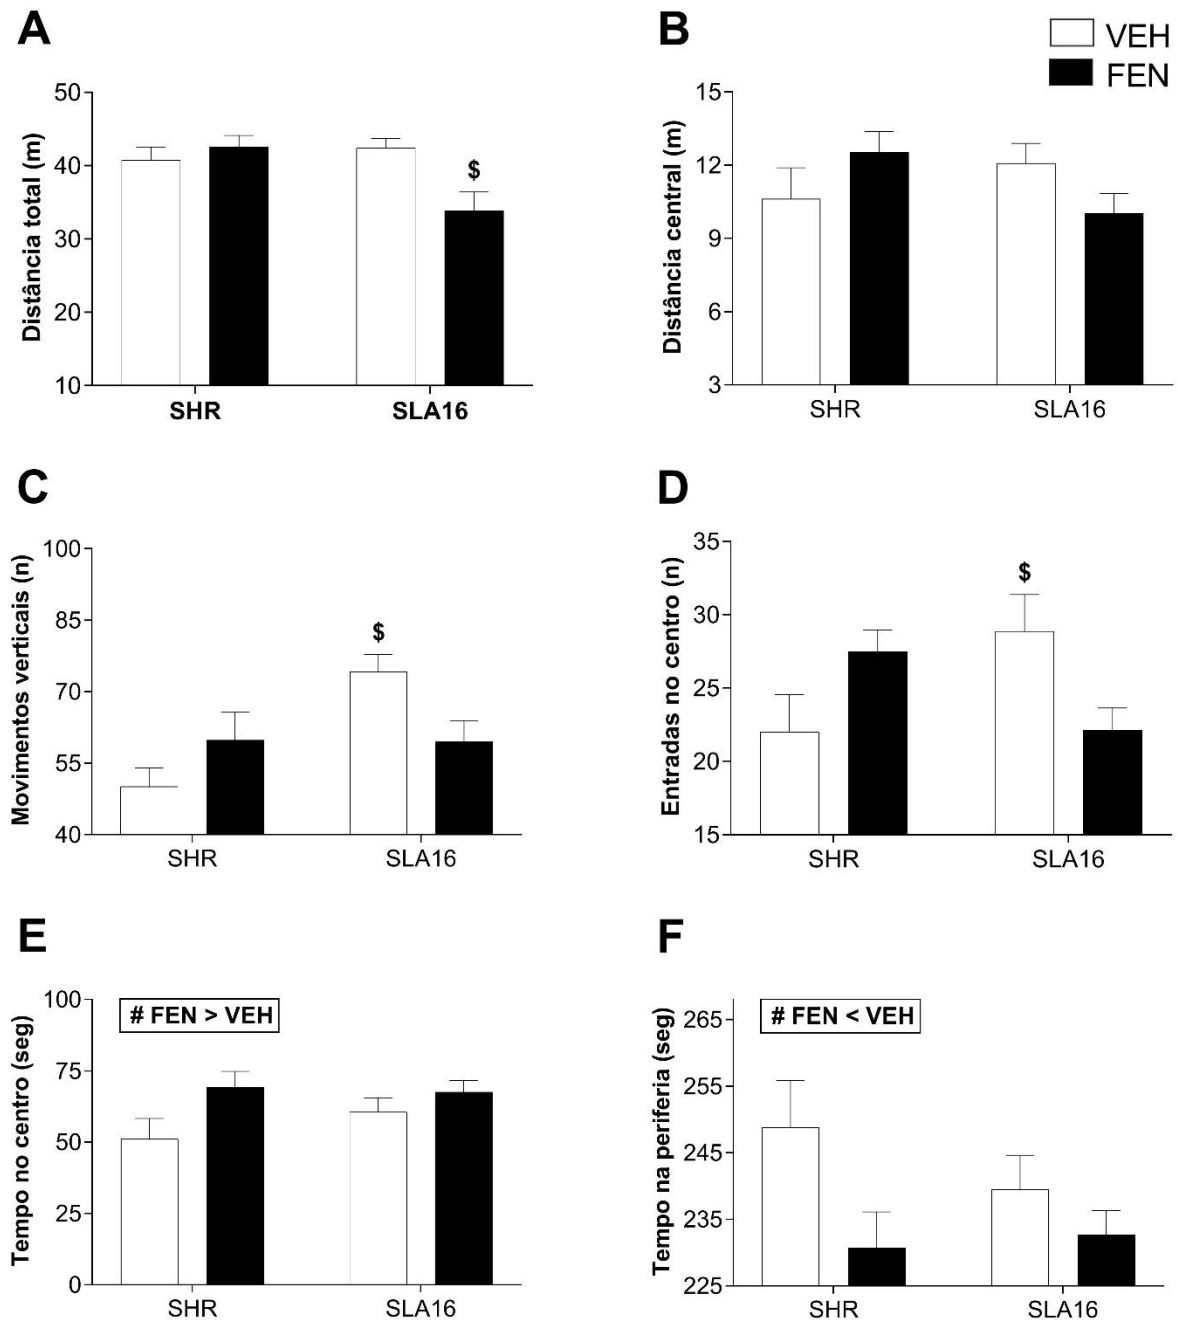 A
B
VEH
FEN
Distância total (m)
50
40
30
20
10
$
SHR
SLA16
Distância central (m)
15
12
9
6
3
SHR
SLA16
C
Movimentos verticais (n)
100
85
70
55
40
$
SHR
SLA16
D
Entradas no centro (n)
35
30
25
20
15
$
SHR
SLA16
E
Tempo no centro (seg)
100
75
50
25
0
# FEN > VEH
SHR
SLA16
F
Tempo na periferia (seg)
265
255
245
235
225
# FEN < VEH
SHR
SLA16